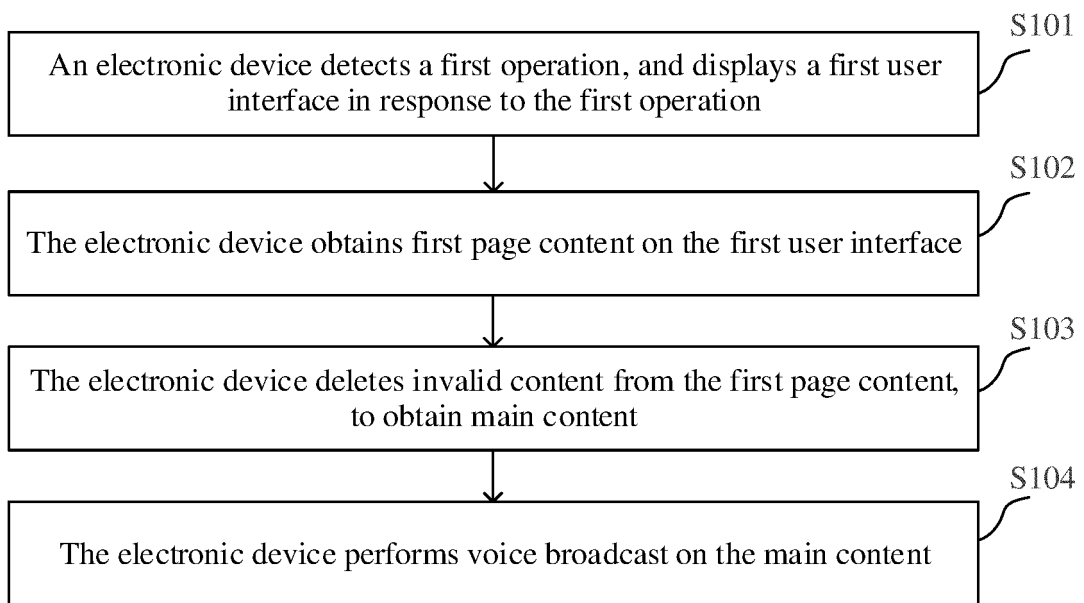 S101
An electronic device detects a first operation, and displays a first user
interface in response to the first operation
S102
The electronic device obtains first page content on the first user interface
S103
The electronic device deletes invalid content from the first page content,
to obtain main content
S104
The electronic device performs voice broadcast on the main content